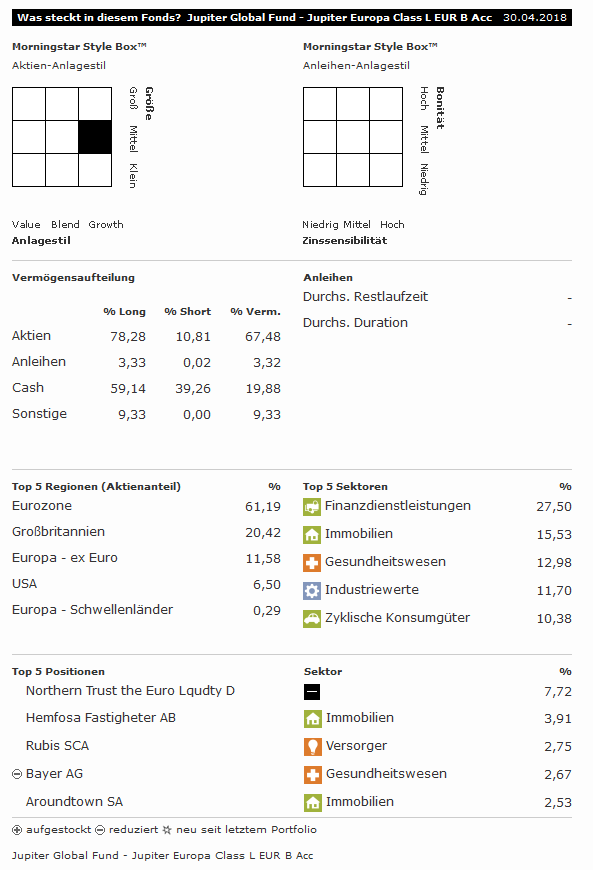 Was steckt in diesem Fonds? Jupiter Global Fund - Jupiter Europa Class L EUR B Acc 30.04.2018
Morningstar Style Box™ Morningstar Style Box™
Aktien-Anlagestil Anleihen-Anlagestil
Größe
Groß Mittel Klein
Bonität
Hoch Mittel Niedrig
Value Blend Growth Niedrig Mittel Hoch
Anlagestil Zinssensibilität
Vermögensaufteilung
% Long % Short % Verm.
Aktien 78,28 10,81 67,48
Anleihen 3,33 0,02 3,32
Cash 59,14 39,26 19,88
Sonstige 9,33 0,00 9,33
Anleihen
Durchs. Restlaufzeit -
Durchs. Duration -
Top 5 Regionen (Aktienanteil) %
Eurozone 61,19
Großbritannien 20,42
Europa - ex Euro 11,58
USA 6,50
Europa - Schwellenländer 0,29
Top 5 Sektoren %
Finanzdienstleistungen 27,50
Immobilien 15,53
Gesundheitswesen 12,98
Industriewerte 11,70
Zyklische Konsumgüter 10,38
Top 5 Positionen Sektor %
Northern Trust the Euro Lqudty D 7,72
Hemfosa Fastigheter AB Immobilien 3,91
Rubis SCA Versorger 2,75
Bayer AG Gesundheitswesen 2,67
Aroundtown SA Immobilien 2,53
aufgestockt reduziert neu seit letztem Portfolio
Jupiter Global Fund - Jupiter Europa Class L EUR B Acc